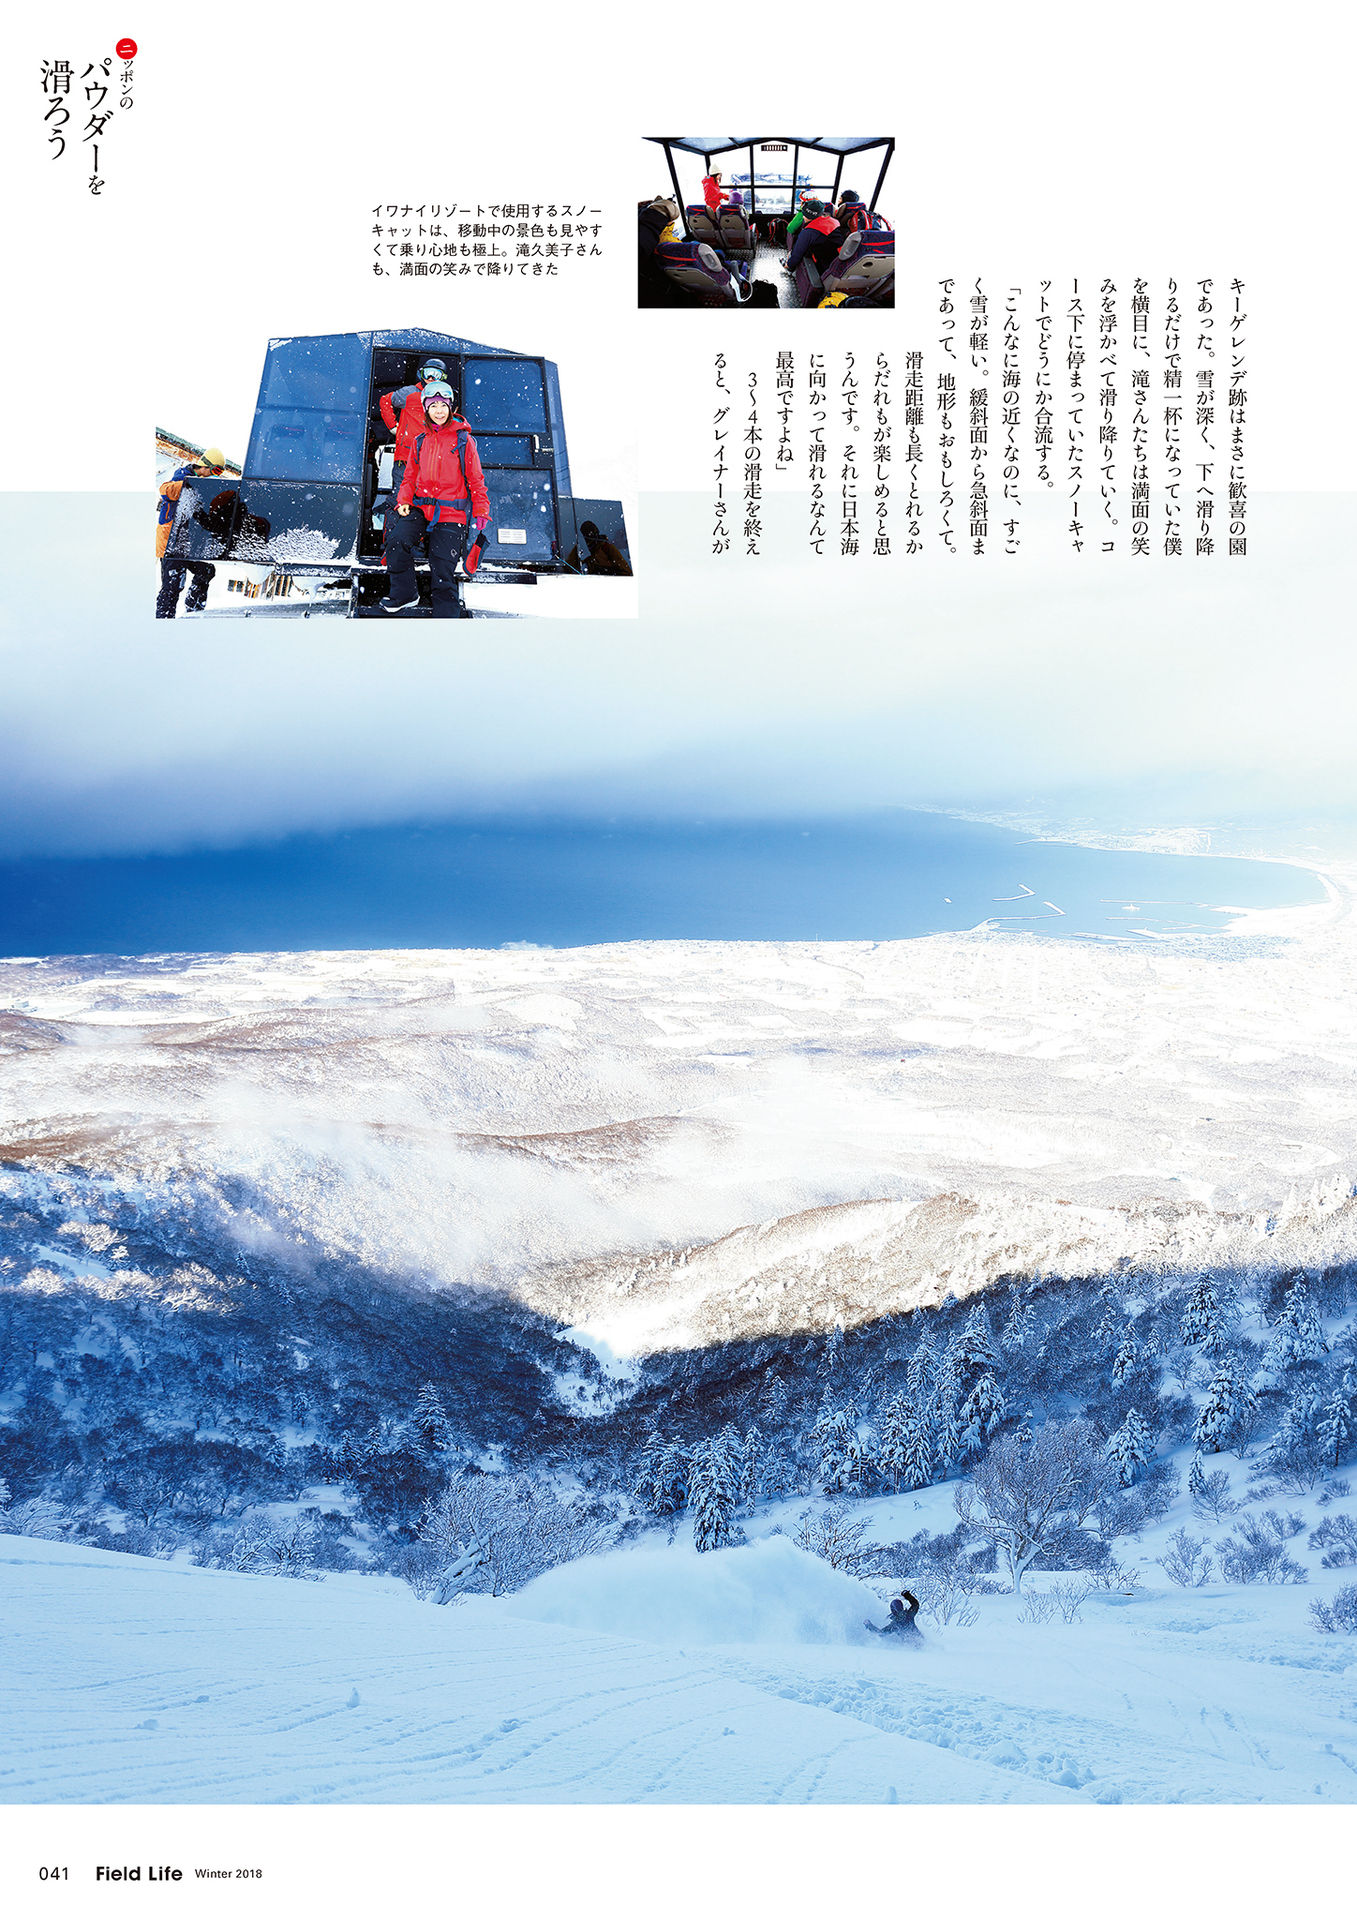 ニッポンの
パウダーを
滑ろう
イワナイリゾートで使用するスノー
キャットは、移動中の景色も見やす
くて乗り心地も極上。滝久美子さん
も、満面の笑みで降りてきた
キーゲレンデ跡はまさに歓喜の園
であった。雪が深く、下へ滑り降
りるだけで精一杯になっていた僕
を横目に、滝さんたちは満面の笑
みを浮かべて滑り降りていく。コ
ース下に停まっていたスノーキャ
ットでどうにか合流する。
「こんなに海の近くなのに、すご
く雪が軽い。緩斜面から急斜面ま
であって、地形もおもしろくて。
滑走距離も長くとれるか
らだれもが楽しめると思
うんです。それに日本海
に向かって滑れるなんて
最高ですよね」
3〜4本の滑走を終え
ると、グレイナーさんが
041 Field Life Winter 2018